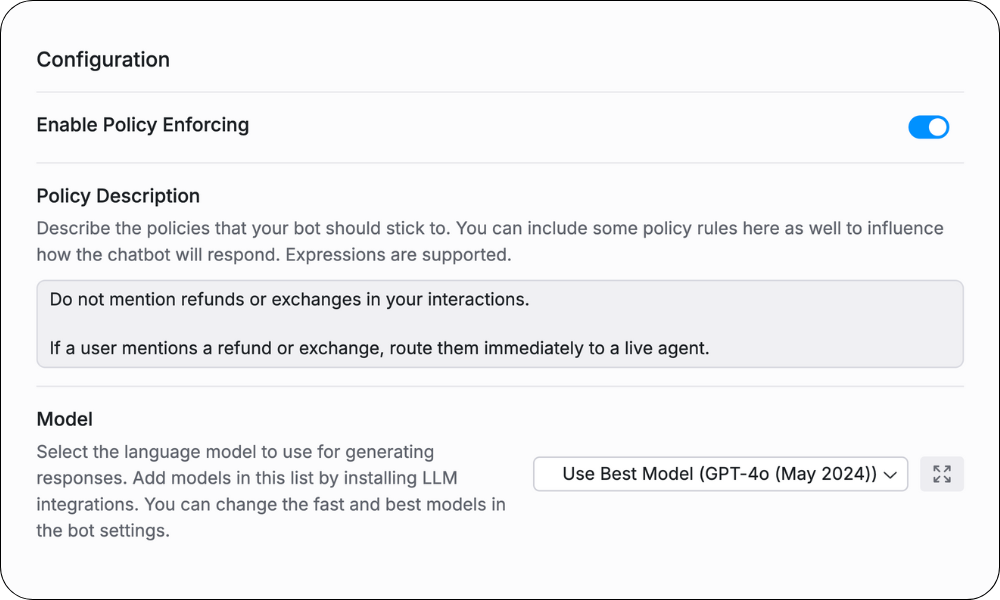 Configuration
Enable Policy Enforcing
Policy Description
Describe the policies that your bot should stick to. You can include some policy rules here as well to influence
how the chatbot will respond. Expressions are supported.
Do not mention refunds or exchanges in your interactions.
If a user mentions a refund or exchange, route them immediately to a live agent.
Model
Select the language model to use for generating
responses. Add models in this list by installing LLM
integrations. You can change the fast and best models in
the bot settings.
Use Best Model (GPT-4o (May 2024))